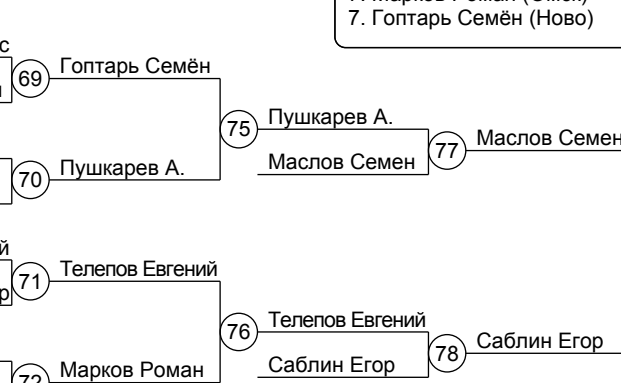 7. Гоптарь Семён (Ново)
с
69
Гоптарь Семён
75
Пушкарев А.
Маслов Семен
77
Маслов Семен
70
Пушкарев А.
й
71
Телепов Евгений
р
76
Телепов Евгений
Саблин Егор
78
Саблин Егор
72
Марков Роман